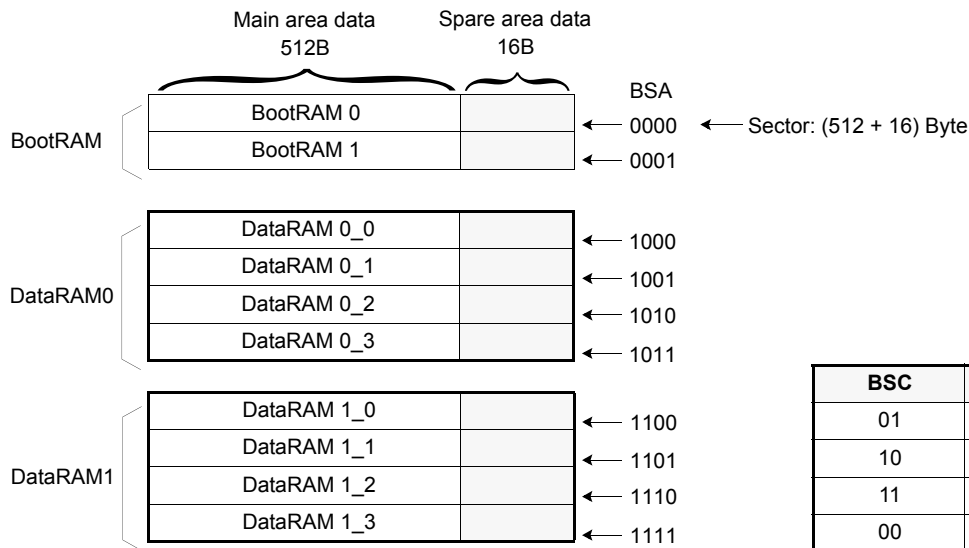 Main area data
512B
Spare area data
16B
BSA
BootRAM
BootRAM 0
0000
Sector: (512 + 16) Byte
BootRAM 1
0001
DataRAM0
DataRAM 0_0
1000
DataRAM 0_1
1001
DataRAM 0_2
1010
DataRAM 0_3
1011
DataRAM1
DataRAM 1_0
1100
DataRAM 1_1
1101
DataRAM 1_2
1110
DataRAM 1_3
1111
BSC
01
10
11
00